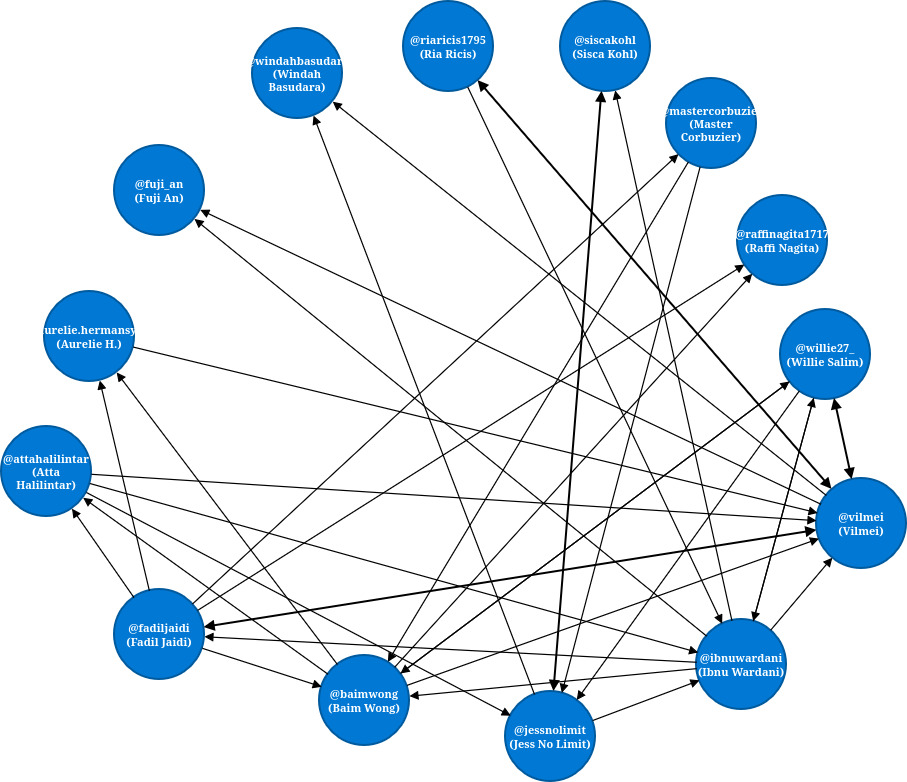 @riaricis1795
(Ria Ricis)
@siscakohl
(Sisca Kohl)
@windahbasudar
(Windah
Basudara)
mastercorbuzie
(Master
Corbuzier)
@fuji_an
(Fuji An)
@raffinagita1717
(Raffi Nagita)
urelie.hermansy
(Aurelie H.)
@willie27_
(Willie Salim)
@attahalilintar
(Atta
Halilintar)
@vilmei
(Vilmei)
@fadiljaidi
(Fadil Jaidi)
@ibnuwardani
(Ibnu Wardani)
@baimwong
(Baim Wong)
@jessnolimit
(Jess No Limit)